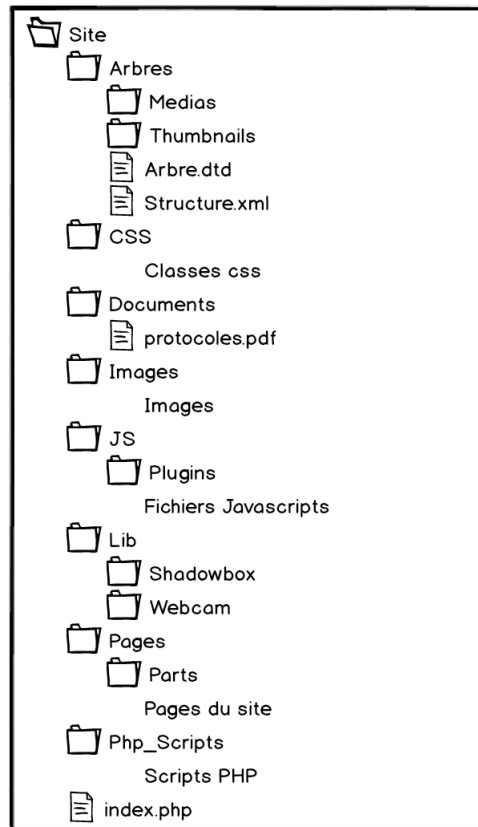 Site
Arbres
Medias
Thumbnails
Arbre.dtd
Structure.xml
CSS
Classes css
Documents
protocoles.pdf
Images
Images
JS
Plugins
Fichiers Javascripts
Lib
Shadowbox
Webcam
Pages
Parts
Pages du site
Php_Scripts
Scripts PHP
index.php